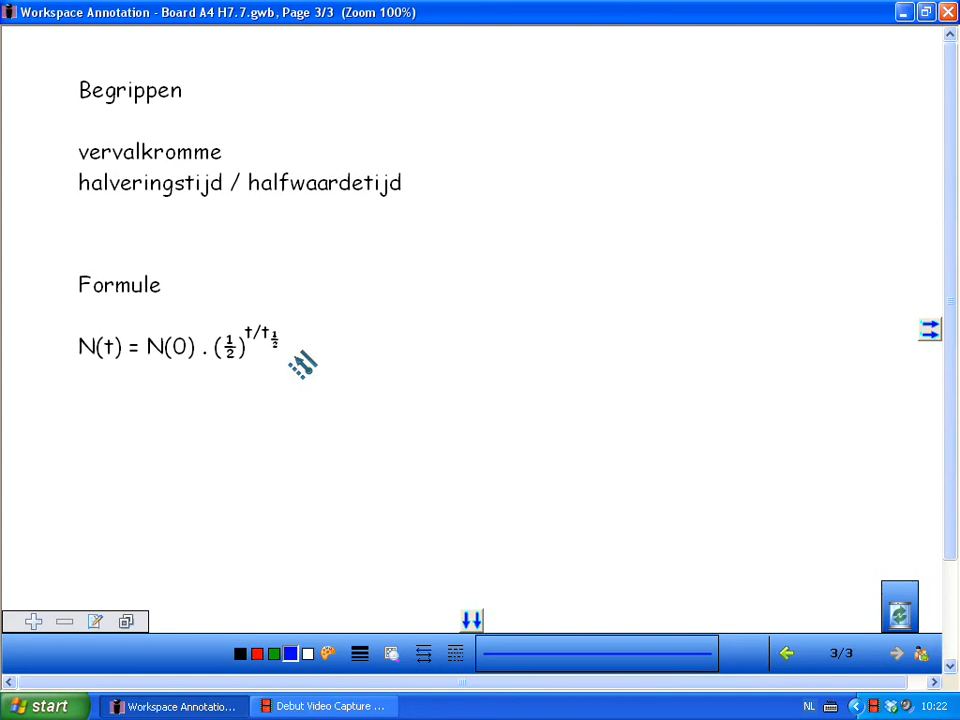 Workspace Annotation - Board A4 H7.7.gwb, Page 3/3 (Zoom 100%)
Begrippen
vervalkromme
halveringstijd / halfwaardetijd
Formule
N(t) = N(0) . (½)^t/t½
3/3
start
Workspace Annotatio...
Debut Video Capture ...
NL
10:22